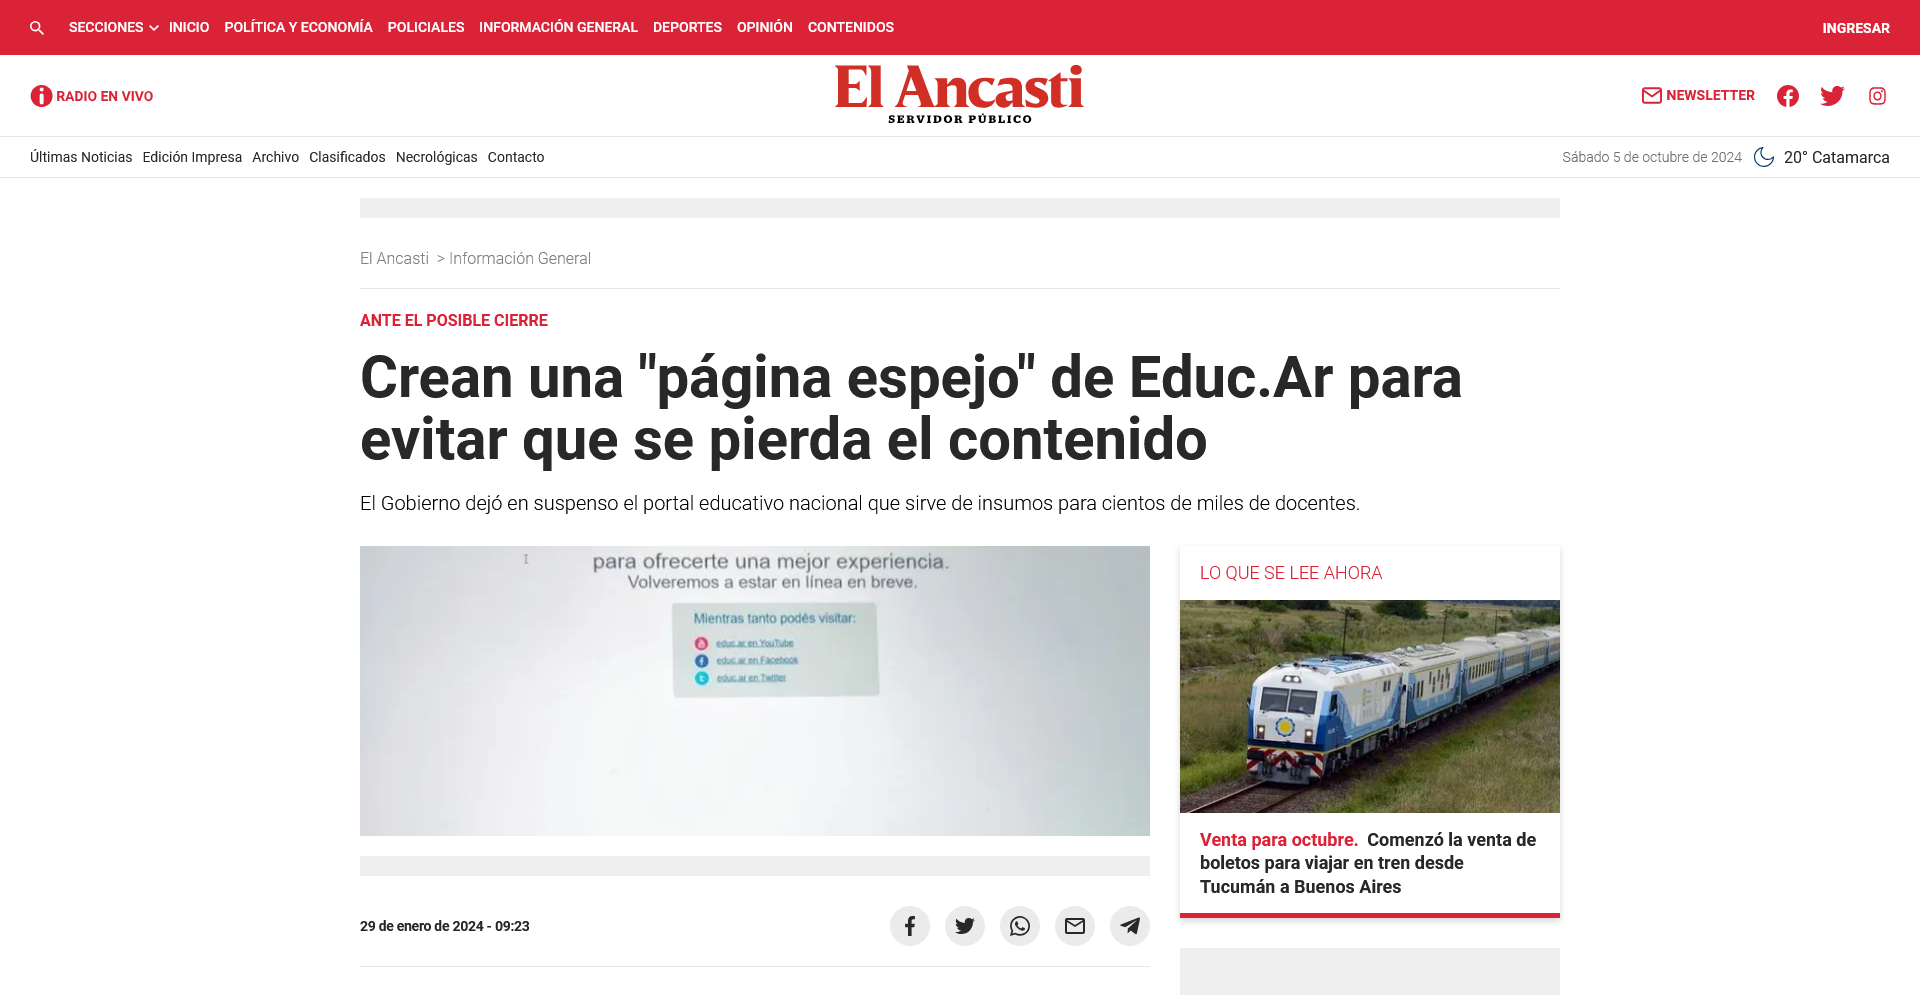 SECCIONES INICIO POLÍTICA Y ECONOMÍA POLICIALES INFORMACIÓN GENERAL DEPORTES OPINIÓN CONTENIDOS INGRESAR
RADIO EN VIVO
El Ancasti
SERVIDOR PÚBLICO
NEWSLETTER
Últimas Noticias Edición Impresa Archivo Clasificados Necrológicas Contacto
Sábado 5 de octubre de 2024 20° Catamarca
El Ancasti > Información General
ANTE EL POSIBLE CIERRE
Crean una "página espejo" de Educ.Ar para
evitar que se pierda el contenido
El Gobierno dejó en suspenso el portal educativo nacional que sirve de insumos para cientos de miles de docentes.
para ofrecerte una mejor experiencia.
Volveremos a estar en línea en breve.
Mientras tanto podés visitar:
educ.ar en YouTube
educ.ar en Facebook
educ.ar en Twitter
29 de enero de 2024 - 09:23
LO QUE SE LEE AHORA
Venta para octubre. Comenzó la venta de
boletos para viajar en tren desde
Tucumán a Buenos Aires